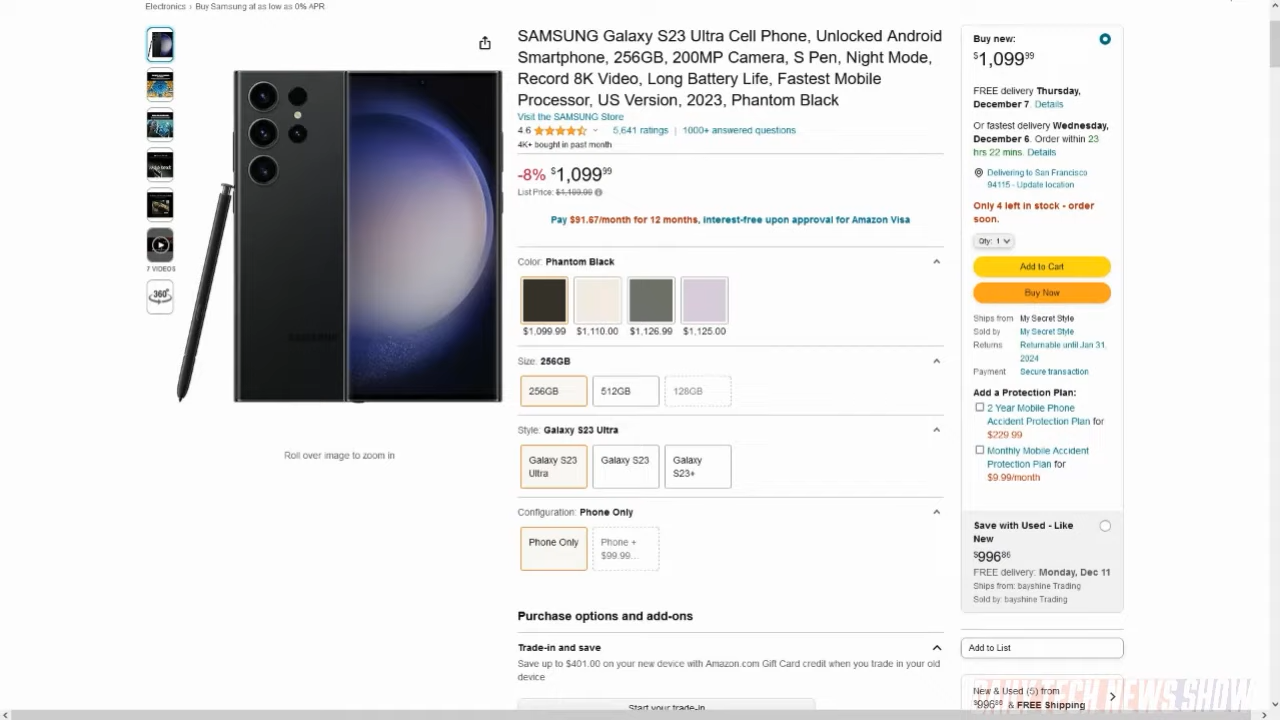 Electronics › Buy Samsung at as low as 0% APR
7 VIDEOS
360°
Roll over image to zoom in
SAMSUNG Galaxy S23 Ultra Cell Phone, Unlocked Android
Smartphone, 256GB, 200MP Camera, S Pen, Night Mode,
Record 8K Video, Long Battery Life, Fastest Mobile
Processor, US Version, 2023, Phantom Black
Visit the SAMSUNG Store
4.6 5,641 ratings | 1000+ answered questions
4K+ bought in past month
-8% $1,099.99
List Price: $1,199.99
Pay $91.67/month for 12 months, interest-free upon approval for Amazon Visa
Color: Phantom Black
$1,099.99 $1,110.00 $1,126.99 $1,125.00
Size: 256GB
256GB 512GB 128GB
Style: Galaxy S23 Ultra
Galaxy S23 Galaxy S23 Galaxy
Ultra S23+
Configuration: Phone Only
Phone Only Phone +
$99.99...
Purchase options and add-ons
Trade-in and save
Save up to $401.00 on your new device with Amazon.com Gift Card credit when you trade in your old
device
Start your trade-in
Buy new:
$1,099.99
FREE delivery Thursday,
December 7. Details
Or fastest delivery Wednesday,
December 6. Order within 23
hrs 22 mins. Details
Delivering to San Francisco
94115 - Update location
Only 4 left in stock - order
soon.
Qty: 1
Add to Cart
Buy Now
Ships from My Secret Style
Sold by My Secret Style
Returns Returnable until Jan 31,
2024
Payment Secure transaction
Add a Protection Plan:
2 Year Mobile Phone
Accident Protection Plan for
$229.99
Monthly Mobile Accident
Protection Plan for
$9.99/month
Save with Used - Like
New
$996.86
FREE delivery: Monday, Dec 11
Ships from: bayshine Trading
Sold by: bayshine Trading
Add to List
New & Used (5) from
$996.86 & FREE Shipping
DAILY TECH NEWS SHOW